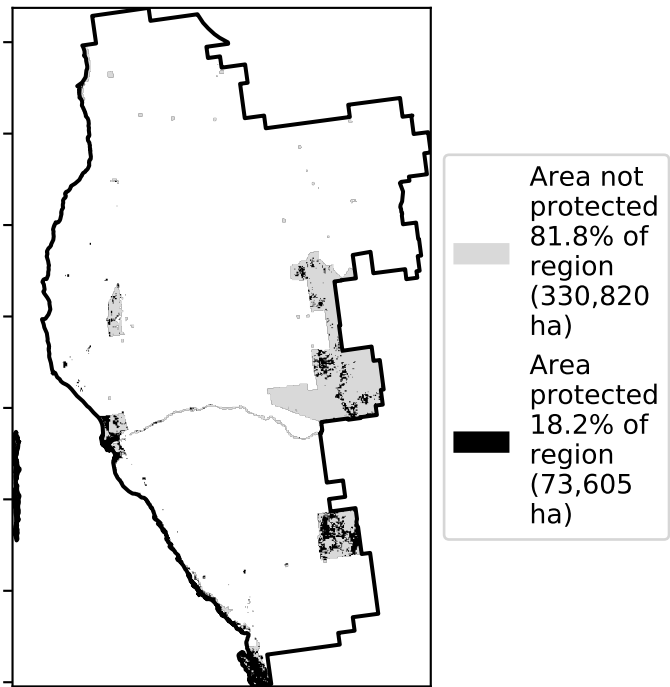 Area not
protected
81.8% of
region
(330,820
ha)
Area
protected
18.2% of
region
(73,605
ha)